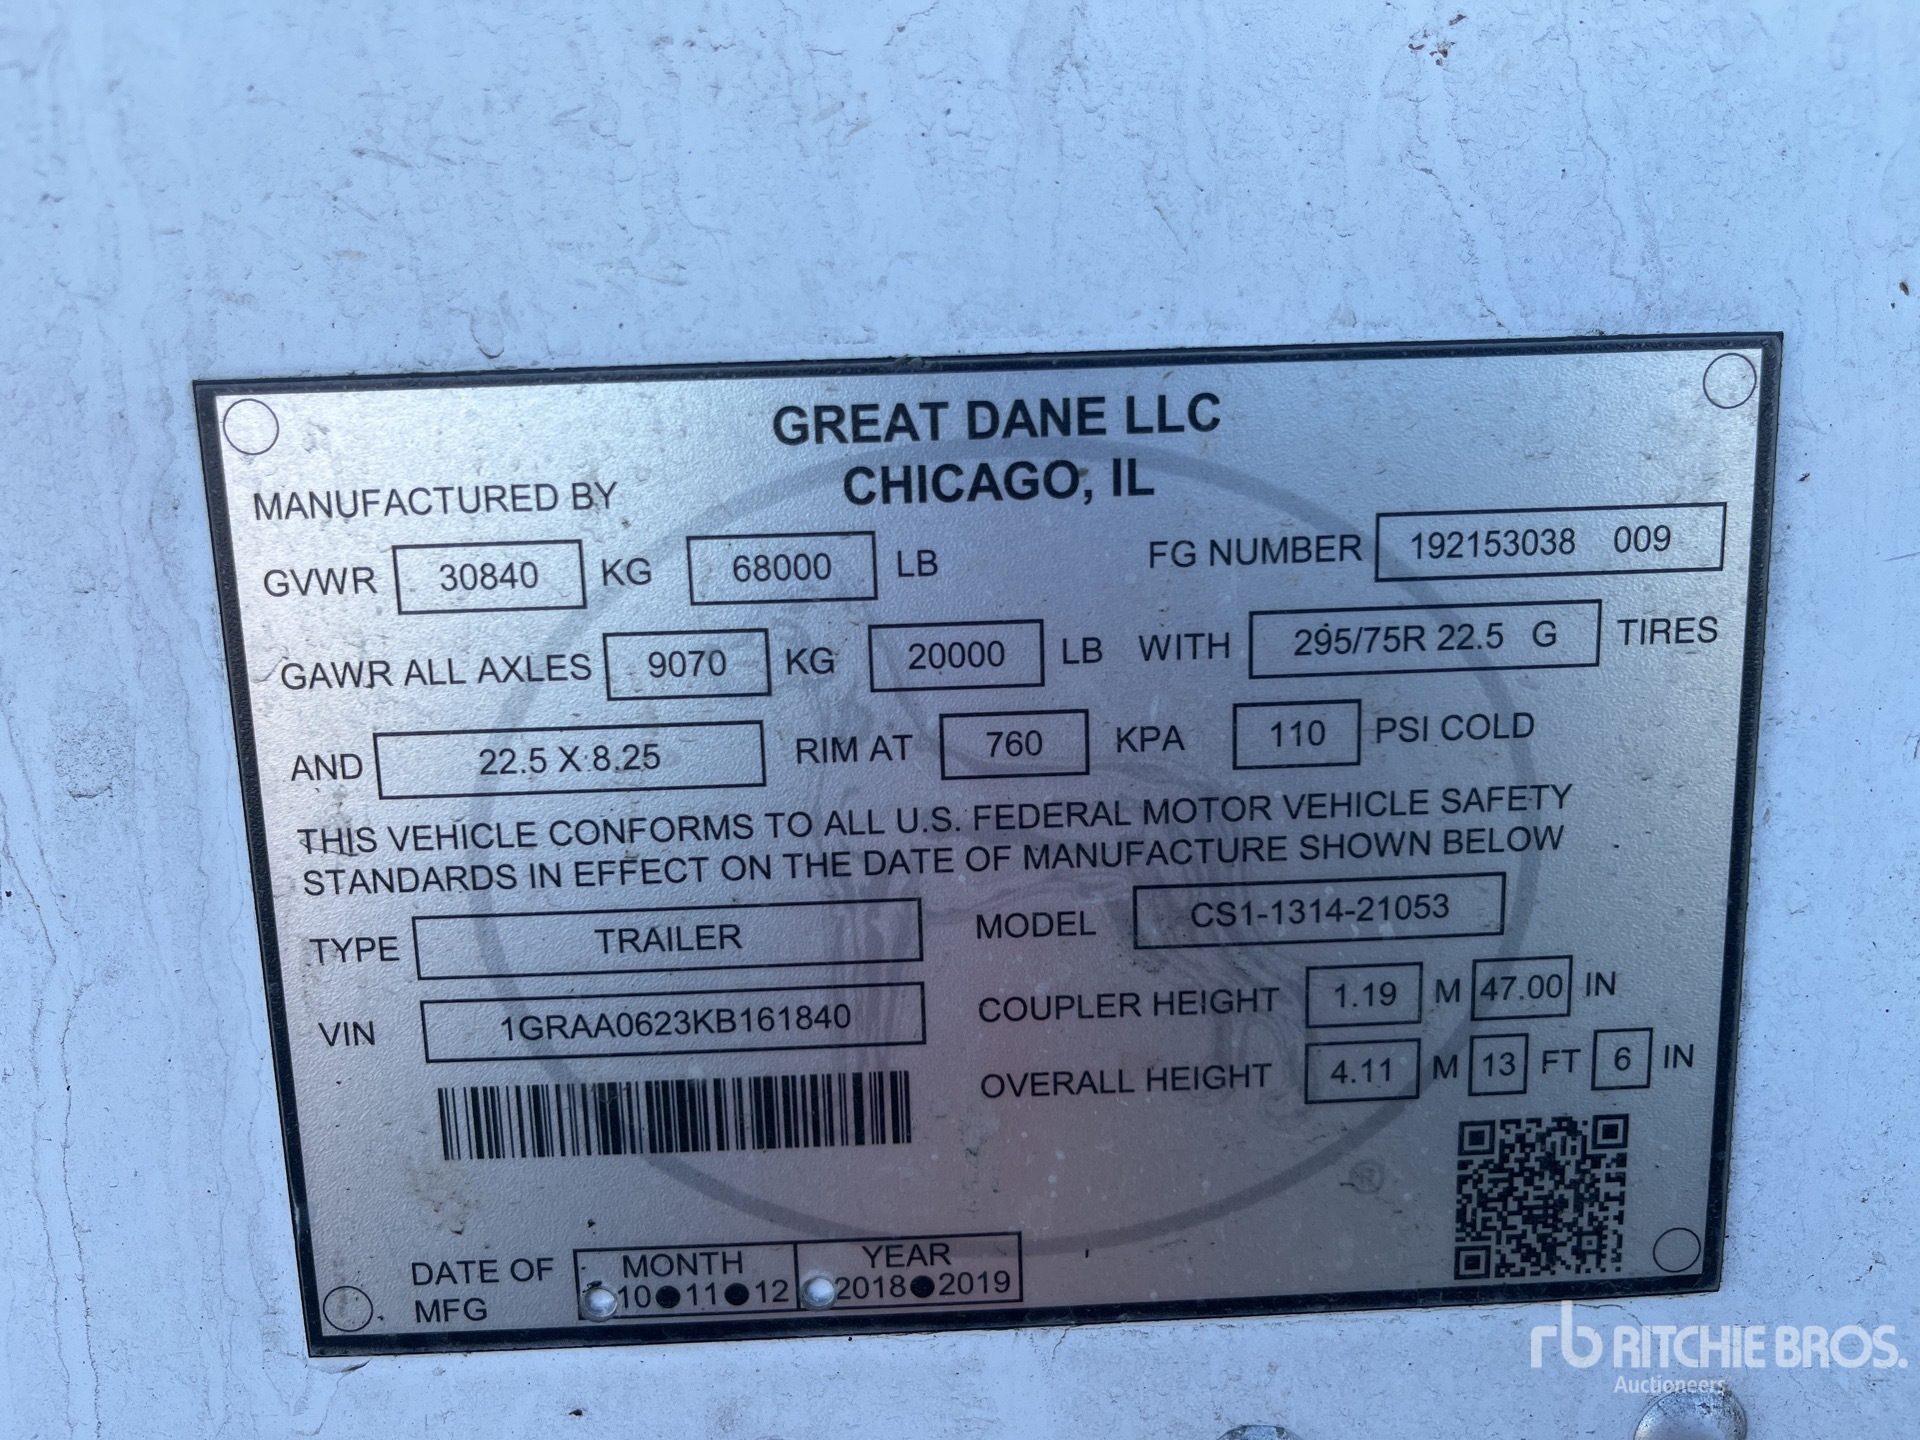 GREAT DANE LLC
CHICAGO, IL
MANUFACTURED BY
GVWR 30840 KG 68000 LB FG NUMBER 192153038 009
GAWR ALL AXLES 9070 KG 20000 LB WITH 295/75R 22.5 G TIRES
AND 22.5 X 8.25 RIM AT 760 KPA 110 PSI COLD
THIS VEHICLE CONFORMS TO ALL U.S. FEDERAL MOTOR VEHICLE SAFETY
STANDARDS IN EFFECT ON THE DATE OF MANUFACTURE SHOWN BELOW
TYPE TRAILER MODEL CS1-1314-21053
VIN 1GRAA0623KB161840 COUPLER HEIGHT 1.19 M 47.00 IN
OVERALL HEIGHT 4.11 M 13 FT 6 IN
®
DATE OF MFG MONTH YEAR
10 11 12 2018 2019
rb RITCHIE BROS.
Auctioneers